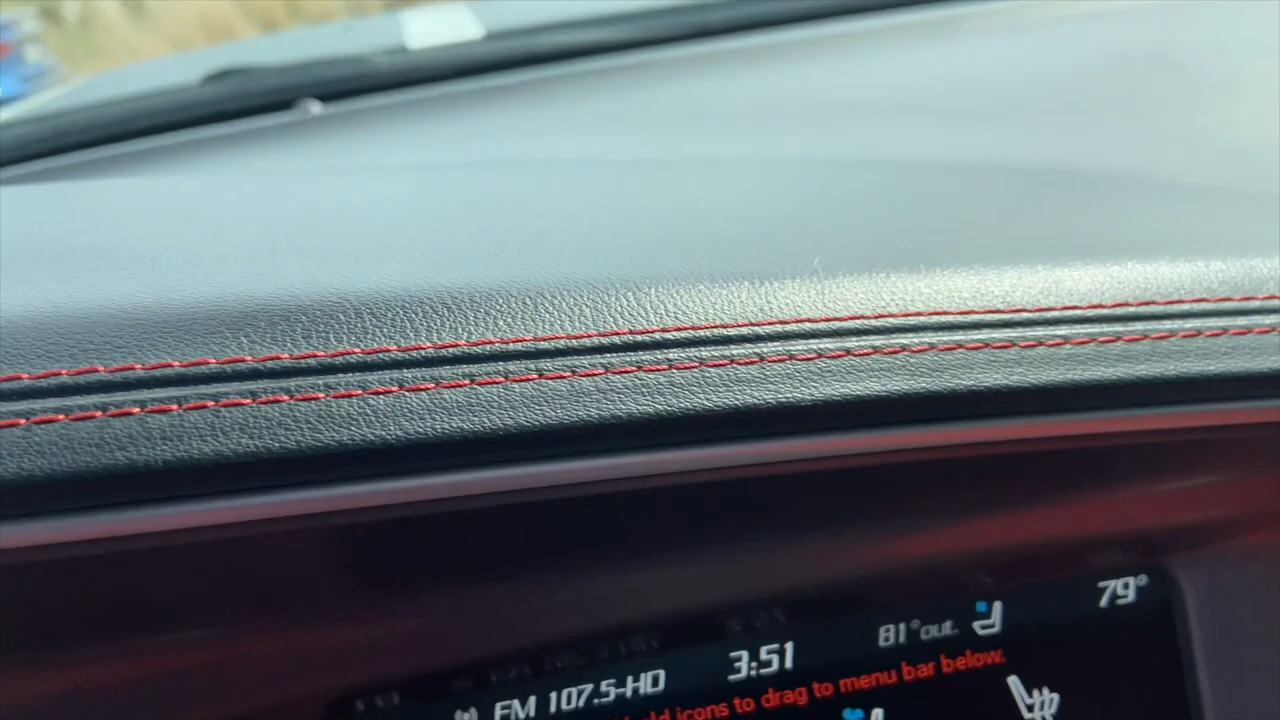 FM 107.5-HD 3:51 81°out. 79°
icons to drag to menu bar below.